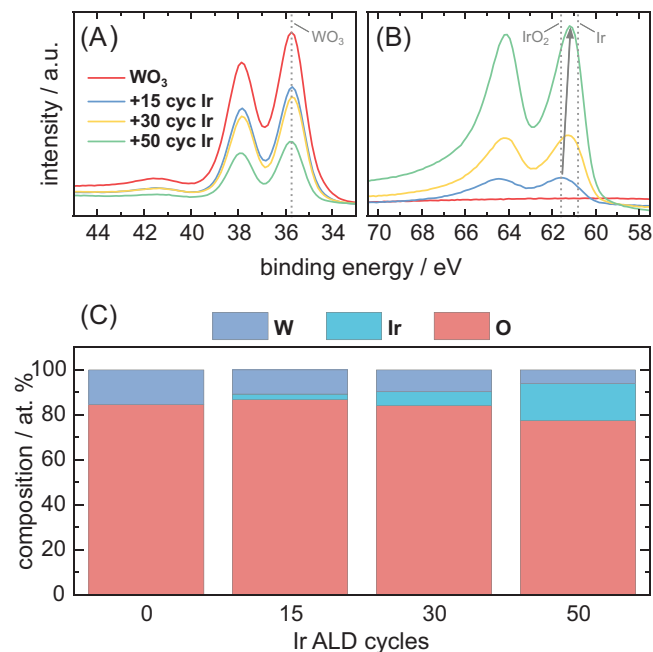 (A)
WO₃
WO₃
+15 cyc Ir
+30 cyc Ir
+50 cyc Ir
(B)
IrO₂
Ir
intensity / a.u.
44 42 40 38 36 34
70 68 66 64 62 60 58
binding energy / eV
(C)
W Ir O
composition / at. %
100
80
60
40
20
0
0 15 30 50
Ir ALD cycles